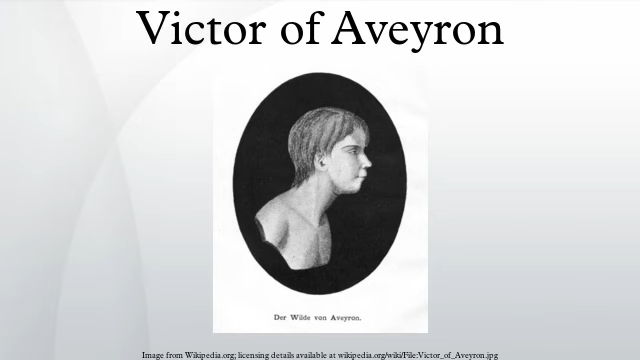 Victor of Aveyron
Der Wilde von Aveyron.
Image from Wikipedia.org; licensing details available at wikipedia.org/wiki/File:Victor_of_Aveyron.jpg